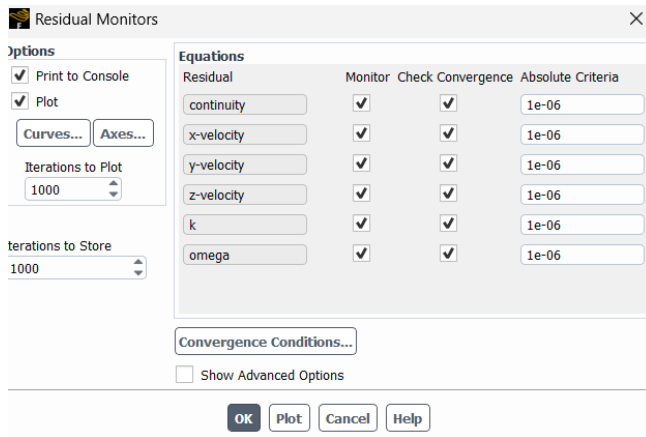 Residual Monitors
Options
Print to Console
Plot
Curves... Axes...
Iterations to Plot
1000
Iterations to Store
1000
Equations
Residual Monitor Check Convergence Absolute Criteria
continuity 1e-06
x-velocity 1e-06
y-velocity 1e-06
z-velocity 1e-06
k 1e-06
omega 1e-06
Convergence Conditions...
Show Advanced Options
OK Plot Cancel Help